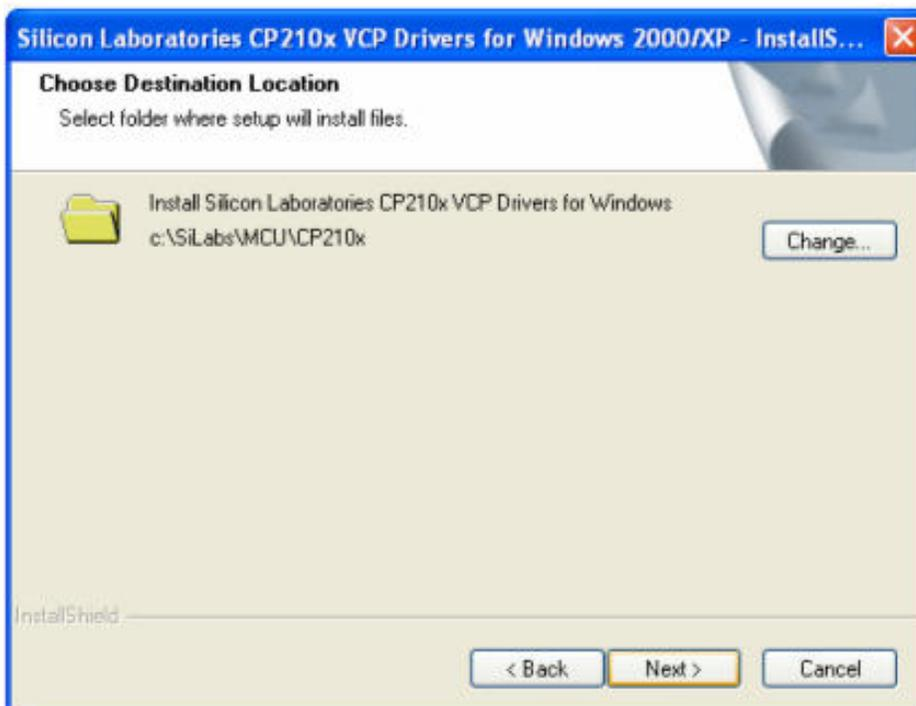 Silicon Laboratories CP210x VCP Drivers for Windows 2000/XP - InstallS...
Choose Destination Location
Select folder where setup will install files.
Install Silicon Laboratories CP210x VCP Drivers for Windows
c:\SiLabs\MCU\CP210x
Change...
InstallShield
< Back
Next >
Cancel